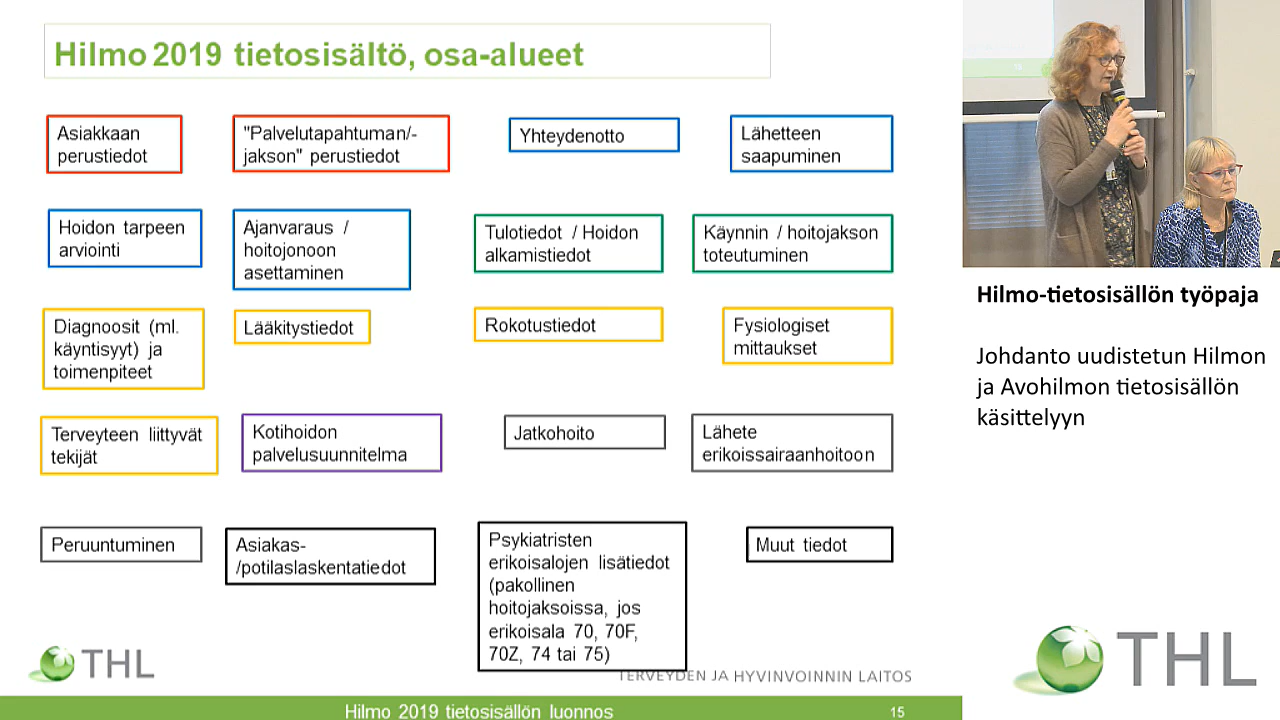 Hilmo 2019 tietosisältö, osa-alueet
Asiakkaan
perustiedot
"Palvelutapahtuman/-
jakson" perustiedot
Yhteydenotto
Lähetteen
saapuminen
Hoidon tarpeen
arviointi
Ajanvaraus /
hoitojonoon
asettaminen
Tulotiedot / Hoidon
alkamistiedot
Käynnin / hoitojakson
toteutuminen
Diagnoosit (ml.
käyntisyyt) ja
toimenpiteet
Lääkitystiedot
Rokotustiedot
Fysiologiset
mittaukset
Terveyteen liittyvät
tekijät
Kotihoidon
palvelusuunnitelma
Jatkohoito
Lähete
erikoissairaanhoitoon
Peruuntuminen
Asiakas-
/potilaslaskentatiedot
Psykiatristen
erikoisalojen lisätiedot
(pakollinen
hoitojaksoissa, jos
erikoisala 70, 70F,
70Z, 74 tai 75)
Muut tiedot
THL
TERVEYDEN JA HYVINVOINNIN LAITOS
Hilmo 2019 tietosisällön luonnos
15
15
Hilmo-tietosisällön työpaja
Johdanto uudistetun Hilmon
ja Avohilmon tietosisällön
käsittelyyn
THL